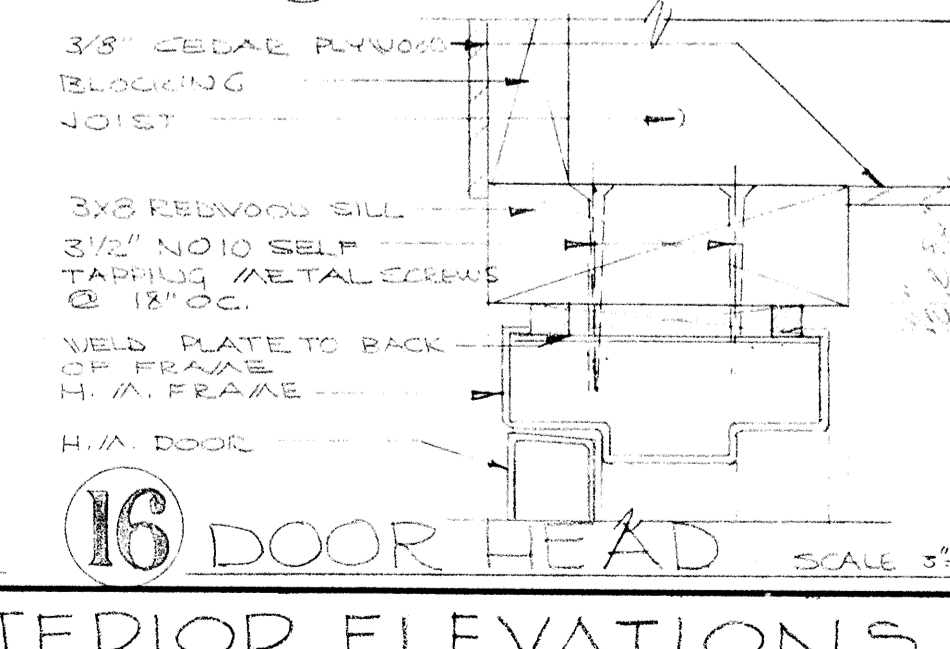 3/8" CEDAR PLYWOOD
BLOCKING
JOIST
3X8 REDWOOD SILL
3 1/2" NO 10 SELF
TAPPING METAL SCREWS
@ 18" OC.
WELD PLATE TO BACK
OF FRAME
H.M. FRAME
H.M. DOOR
16 DOOR HEAD
SCALE 3"
TERIOR ELEVATIONS